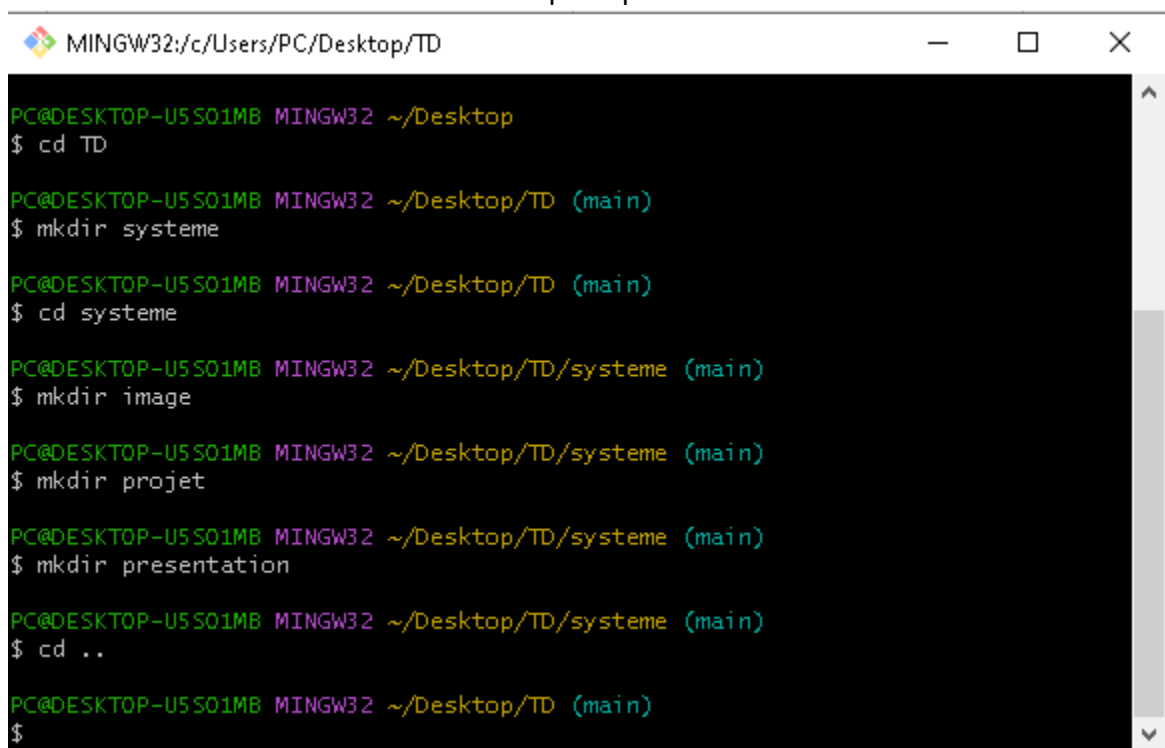 MINGW32:/c/Users/PC/Desktop/TD
PC@DESKTOP-U5SO1MB MINGW32 ~/Desktop
$ cd TD
PC@DESKTOP-U5SO1MB MINGW32 ~/Desktop/TD (main)
$ mkdir systeme
PC@DESKTOP-U5SO1MB MINGW32 ~/Desktop/TD (main)
$ cd systeme
PC@DESKTOP-U5SO1MB MINGW32 ~/Desktop/TD/systeme (main)
$ mkdir image
PC@DESKTOP-U5SO1MB MINGW32 ~/Desktop/TD/systeme (main)
$ mkdir projet
PC@DESKTOP-U5SO1MB MINGW32 ~/Desktop/TD/systeme (main)
$ mkdir presentation
PC@DESKTOP-U5SO1MB MINGW32 ~/Desktop/TD/systeme (main)
$ cd ..
PC@DESKTOP-U5SO1MB MINGW32 ~/Desktop/TD (main)
$